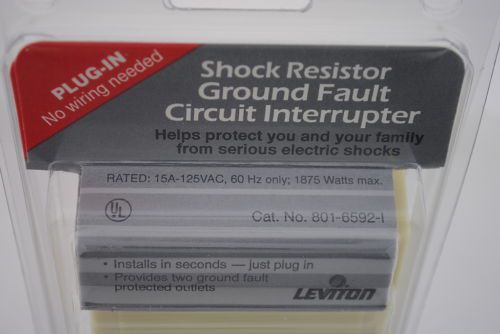 PLUG-IN
No wiring needed
Shock Resistor
Ground Fault
Circuit Interrupter
Helps protect you and your family
from serious electric shocks
RATED: 15A-125VAC, 60 Hz only; 1875 Watts max.
UL
Cat. No. 801-6592-I
• Installs in seconds — just plug in
• Provides two ground fault
protected outlets
LEVITON